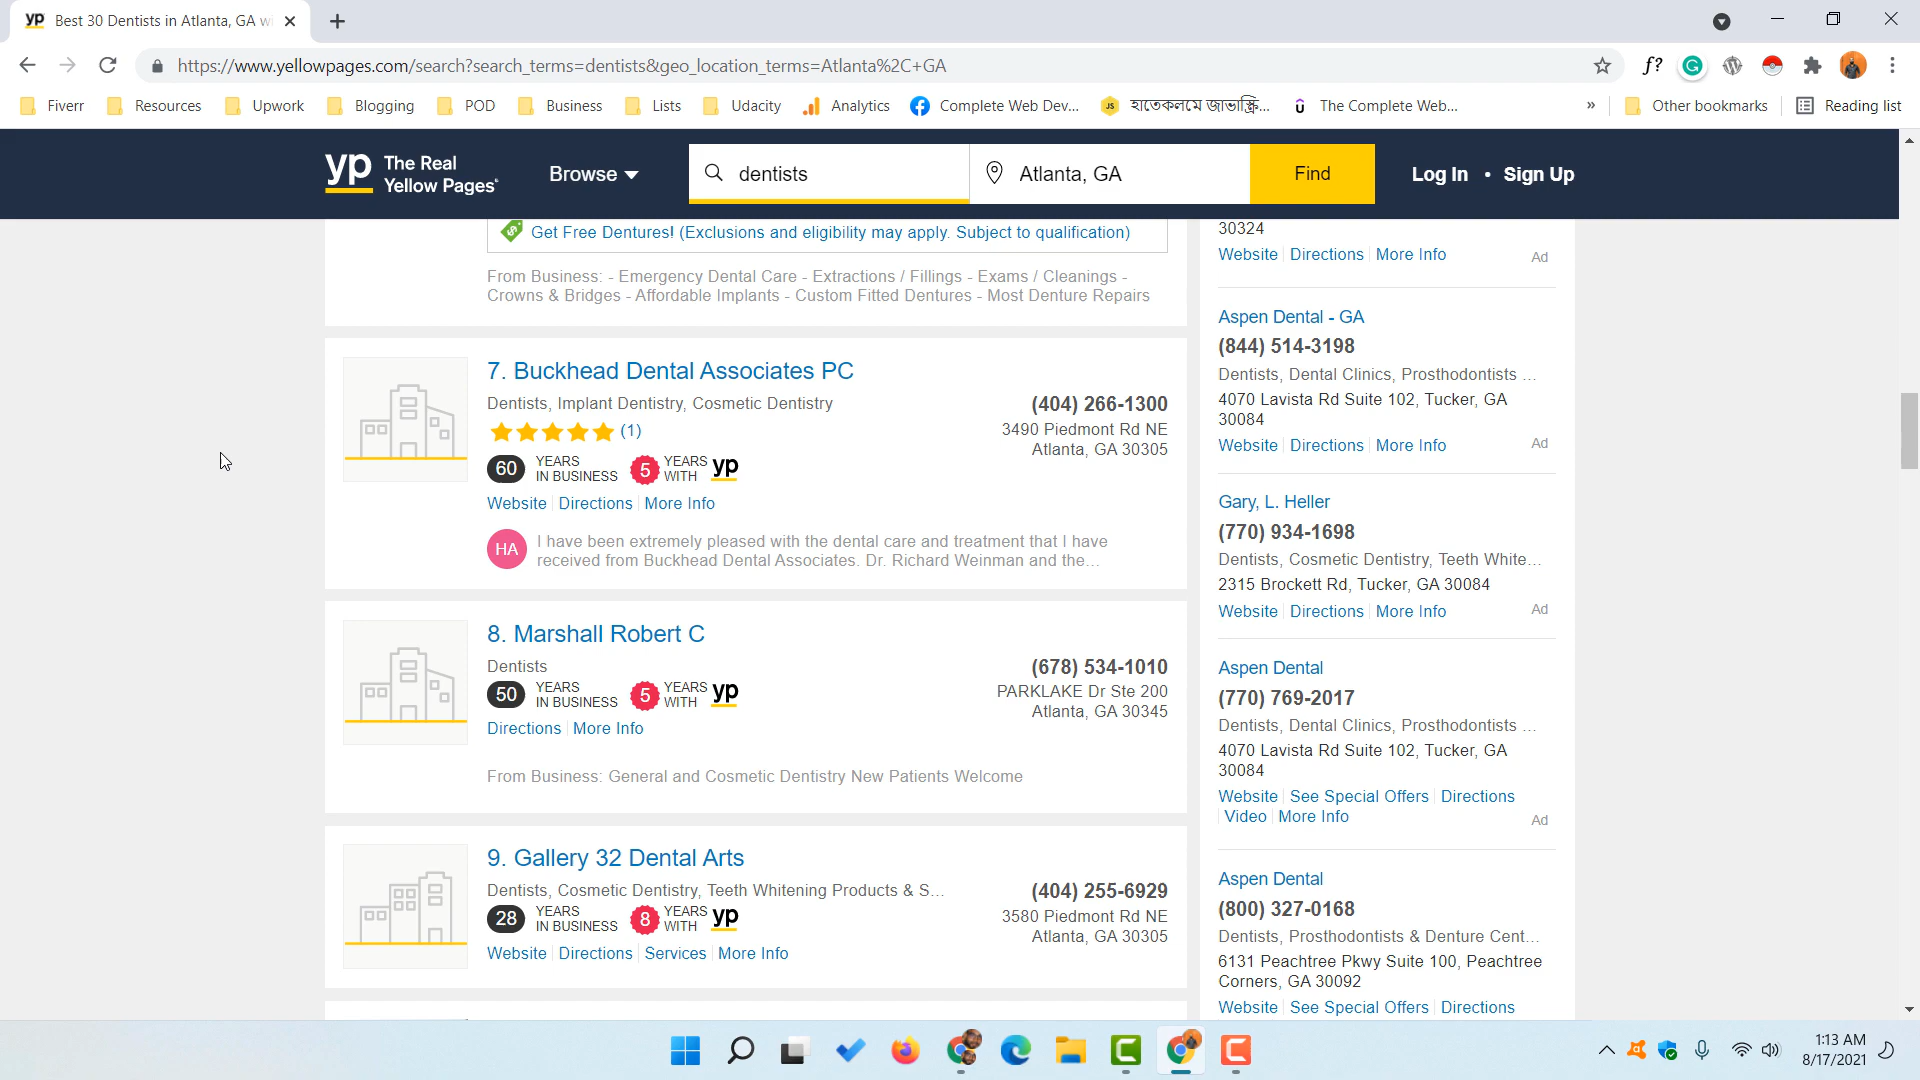 yp Best 30 Dentists in Atlanta, GA wi
https://www.yellowpages.com/search?search_terms=dentists&geo_location_terms=Atlanta%2C+GA
f?
Fiverr Resources Upwork Blogging POD Business Lists Udacity Analytics Complete Web Dev... JS হাতেকলমে জাভাস্ক্রি... The Complete Web... » Other bookmarks Reading list
yp The Real Yellow Pages® Browse dentists Atlanta, GA Find Log In • Sign Up
Get Free Dentures! (Exclusions and eligibility may apply. Subject to qualification)
From Business: - Emergency Dental Care - Extractions / Fillings - Exams / Cleanings -
Crowns & Bridges - Affordable Implants - Custom Fitted Dentures - Most Denture Repairs
7. Buckhead Dental Associates PC
Dentists, Implant Dentistry, Cosmetic Dentistry
(1)
60 YEARS IN BUSINESS 5 YEARS WITH yp
Website Directions More Info
(404) 266-1300
3490 Piedmont Rd NE
Atlanta, GA 30305
HA
I have been extremely pleased with the dental care and treatment that I have
received from Buckhead Dental Associates. Dr. Richard Weinman and the...
8. Marshall Robert C
Dentists
50 YEARS IN BUSINESS 5 YEARS WITH yp
Directions More Info
(678) 534-1010
PARKLAKE Dr Ste 200
Atlanta, GA 30345
From Business: General and Cosmetic Dentistry New Patients Welcome
9. Gallery 32 Dental Arts
Dentists, Cosmetic Dentistry, Teeth Whitening Products & S...
28 YEARS IN BUSINESS 8 YEARS WITH yp
Website Directions Services More Info
(404) 255-6929
3580 Piedmont Rd NE
Atlanta, GA 30305
30324
Website Directions More Info Ad
Aspen Dental - GA
(844) 514-3198
Dentists, Dental Clinics, Prosthodontists ...
4070 Lavista Rd Suite 102, Tucker, GA
30084
Website Directions More Info Ad
Gary, L. Heller
(770) 934-1698
Dentists, Cosmetic Dentistry, Teeth White...
2315 Brockett Rd, Tucker, GA 30084
Website Directions More Info Ad
Aspen Dental
(770) 769-2017
Dentists, Dental Clinics, Prosthodontists ...
4070 Lavista Rd Suite 102, Tucker, GA
30084
Website See Special Offers Directions
Video More Info Ad
Aspen Dental
(800) 327-0168
Dentists, Prosthodontists & Denture Cent...
6131 Peachtree Pkwy Suite 100, Peachtree
Corners, GA 30092
Website See Special Offers Directions
1:13 AM
8/17/2021